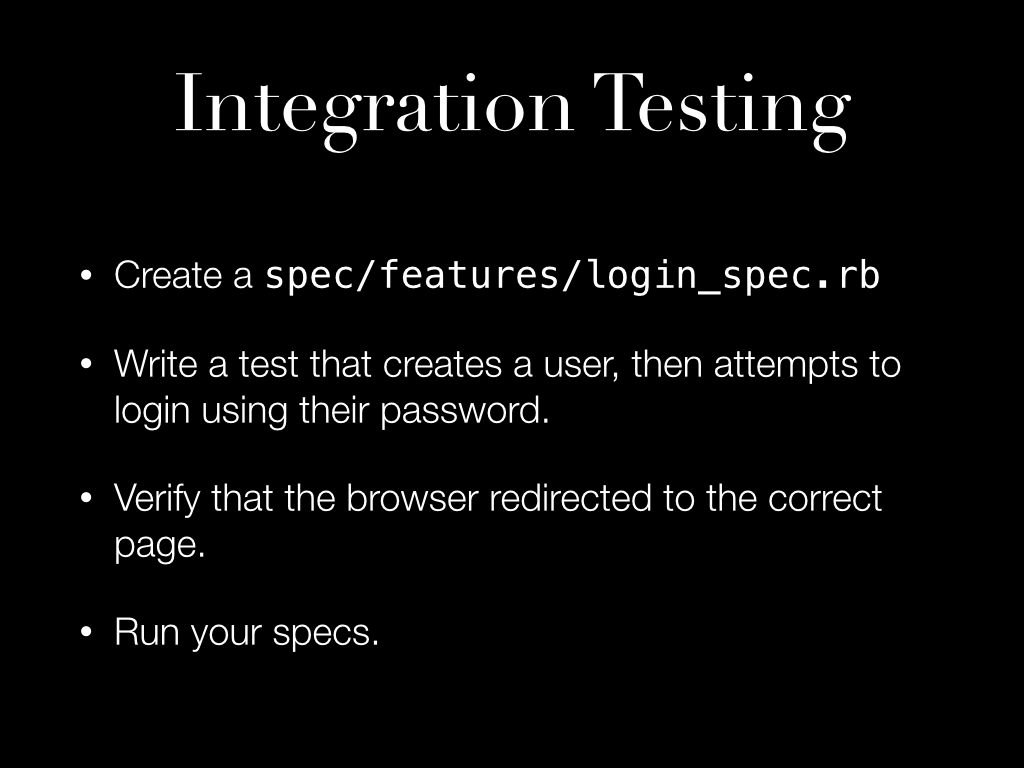 Integration Testing
• Create a spec/features/login_spec.rb
• Write a test that creates a user, then attempts to
login using their password.
• Verify that the browser redirected to the correct
page.
• Run your specs.